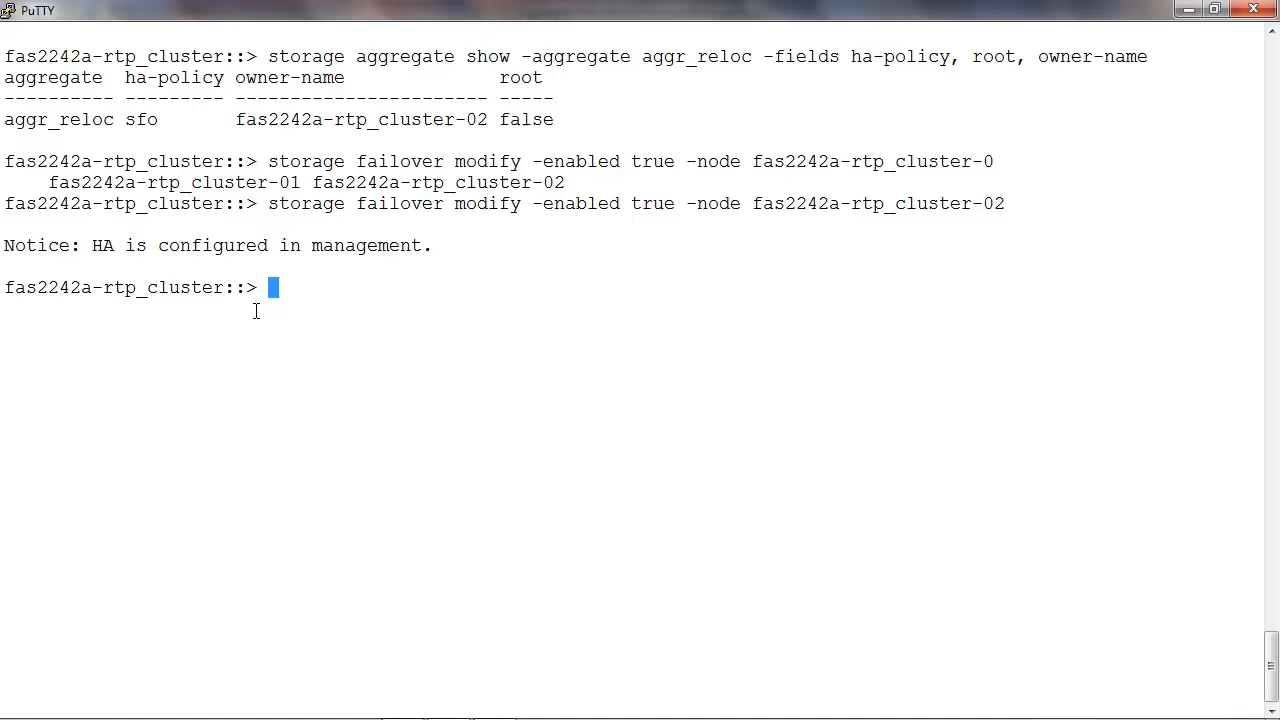 PuTTY
fas2242a-rtp_cluster::> storage aggregate show -aggregate aggr_reloc -fields ha-policy, root, owner-name
aggregate  ha-policy owner-name              root
---------- --------- ----------------------- -----
aggr_reloc sfo       fas2242a-rtp_cluster-02 false
fas2242a-rtp_cluster::> storage failover modify -enabled true -node fas2242a-rtp_cluster-0
    fas2242a-rtp_cluster-01 fas2242a-rtp_cluster-02
fas2242a-rtp_cluster::> storage failover modify -enabled true -node fas2242a-rtp_cluster-02
Notice: HA is configured in management.
fas2242a-rtp_cluster::>